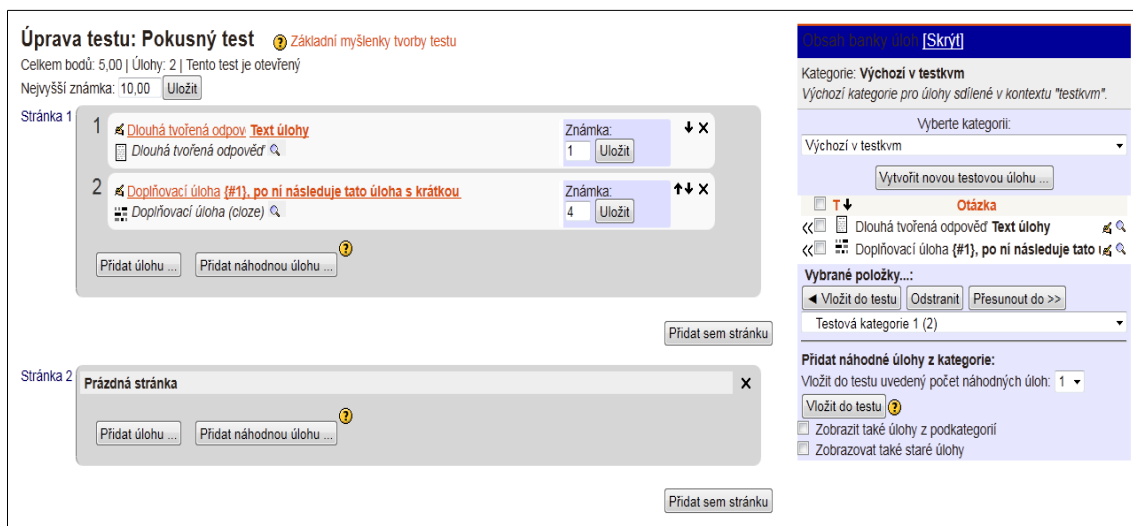 Úprava testu: Pokusný test Základní myšlenky tvorby testu
Celkem bodů: 5,00 | Úlohy: 2 | Tento test je otevřený
Nejvyšší známka: 10,00 Uložit
Stránka 1
1 Dlouhá tvořená odpov Text úlohy
Dlouhá tvořená odpověď
Známka:
1 Uložit
2 Doplňovací úloha {#1}, po ní následuje tato úloha s krátkou
Doplňovací úloha (cloze)
Známka:
4 Uložit
Přidat úlohu ... Přidat náhodnou úlohu ...
Přidat sem stránku
Stránka 2
Prázdná stránka
Přidat úlohu ... Přidat náhodnou úlohu ...
Přidat sem stránku
Obsah banky úloh [Skrýt]
Kategorie: Výchozí v testkvm
Výchozí kategorie pro úlohy sdílené v kontextu "testkvm".
Vyberte kategorii:
Výchozí v testkvm
Vytvořit novou testovou úlohu ...
T Otázka
Dlouhá tvořená odpověď Text úlohy
Doplňovací úloha {#1}, po ní následuje tato
Vybrané položky...:
◄ Vložit do testu Odstranit Přesunout do >>
Testová kategorie 1 (2)
Přidat náhodné úlohy z kategorie:
Vložit do testu uvedený počet náhodných úloh: 1
Vložit do testu
Zobrazit také úlohy z podkategorií
Zobrazovat také staré úlohy